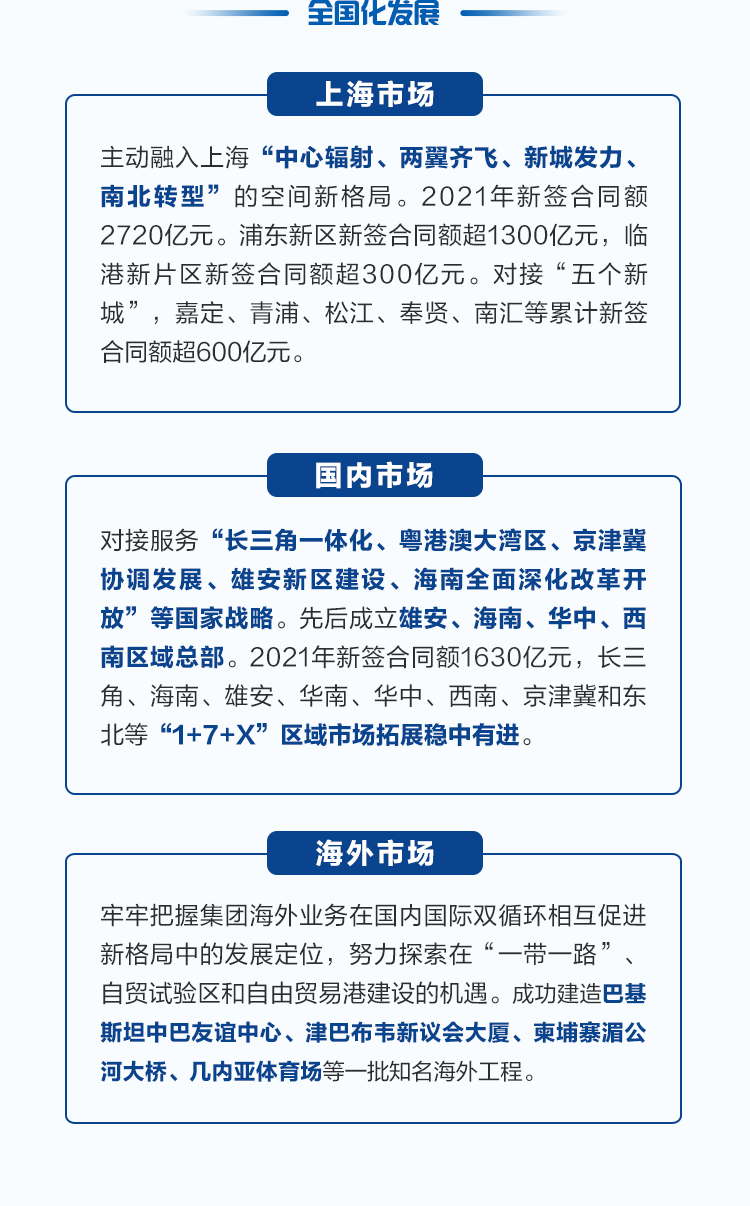 全国化发展
上海市场
主动融入上海“中心辐射、两翼齐飞、新城发力、
南北转型”的空间新格局。2021年新签合同额
2720亿元。浦东新区新签合同额超1300亿元，临
港新片区新签合同额超300亿元。对接“五个新
城”，嘉定、青浦、松江、奉贤、南汇等累计新签
合同额超600亿元。
国内市场
对接服务“长三角一体化、粤港澳大湾区、京津冀
协调发展、雄安新区建设、海南全面深化改革开
放”等国家战略。先后成立雄安、海南、华中、西
南区域总部。2021年新签合同额1630亿元，长三
角、海南、雄安、华南、华中、西南、京津冀和东
北等“1+7+X”区域市场拓展稳中有进。
海外市场
牢牢把握集团海外业务在国内国际双循环相互促进
新格局中的发展定位，努力探索在“一带一路”、
自贸试验区和自由贸易港建设的机遇。成功建造巴基
斯坦中巴友谊中心、津巴布韦新议会大厦、柬埔寨湄公
河大桥、几内亚体育场等一批知名海外工程。